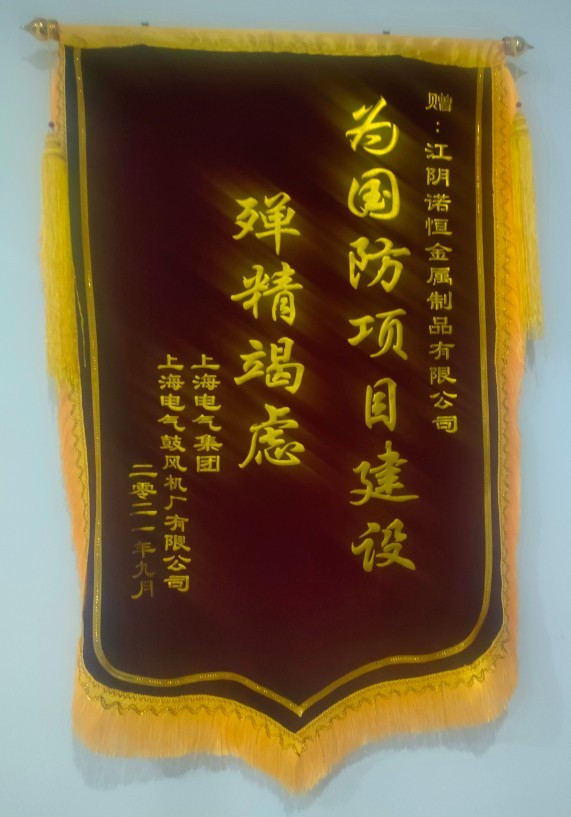 赠:江阴诺恒金属制品有限公司
为国防项目建设
殚精竭虑
上海电气集团
上海电气鼓风机厂有限公司
二零二一年九月